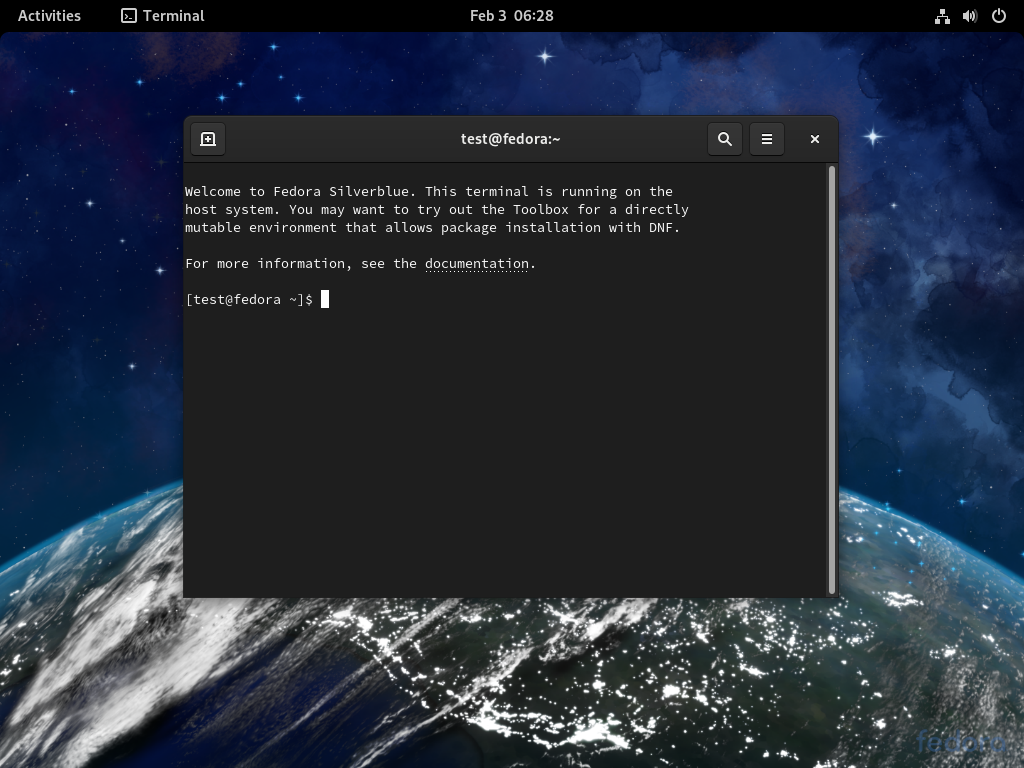 Activities Terminal Feb 3 06:28
test@fedora:~
Welcome to Fedora Silverblue. This terminal is running on the
host system. You may want to try out the Toolbox for a directly
mutable environment that allows package installation with DNF.
For more information, see the documentation.
[test@fedora ~]$
fedora